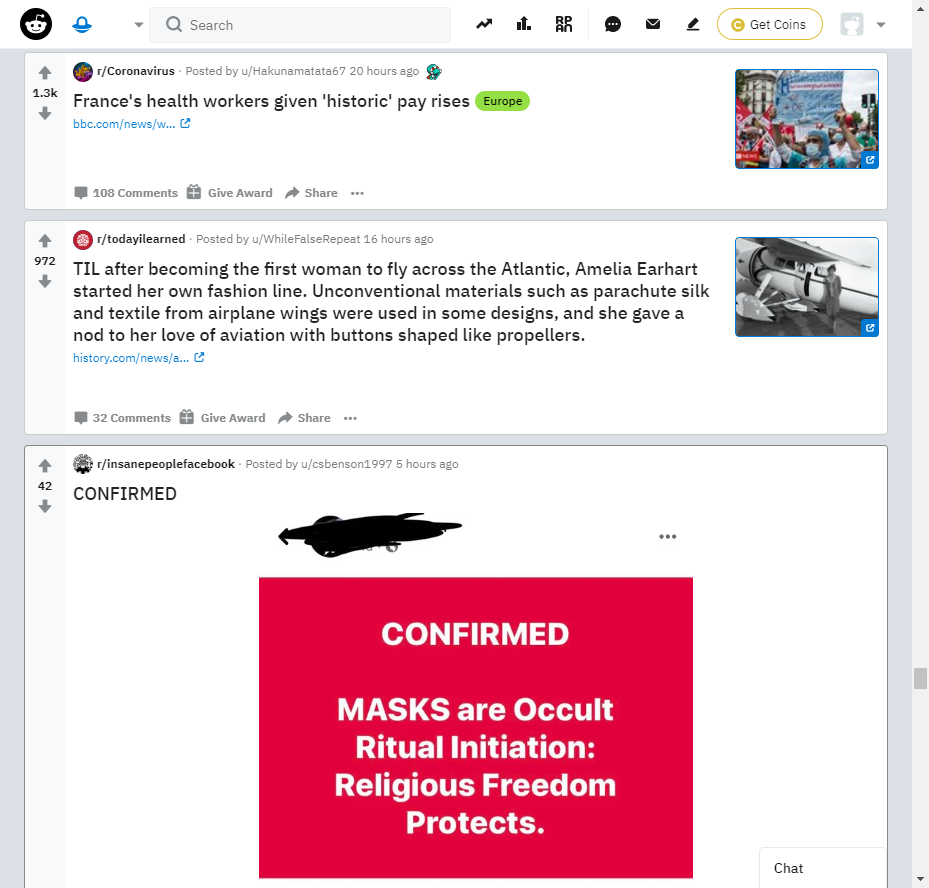 Search
Get Coins
r/Coronavirus · Posted by u/Hakunamatata67 20 hours ago
1.3k
France's health workers given 'historic' pay rises Europe
bbc.com/news/w...
NEWS
108 Comments Give Award Share
r/todayilearned · Posted by u/WhileFalseRepeat 16 hours ago
972
TIL after becoming the first woman to fly across the Atlantic, Amelia Earhart
started her own fashion line. Unconventional materials such as parachute silk
and textile from airplane wings were used in some designs, and she gave a
nod to her love of aviation with buttons shaped like propellers.
history.com/news/a...
32 Comments Give Award Share
r/insanepeoplefacebook · Posted by u/csbenson1997 5 hours ago
42
CONFIRMED
CONFIRMED
MASKS are Occult
Ritual Initiation:
Religious Freedom
Protects.
Chat